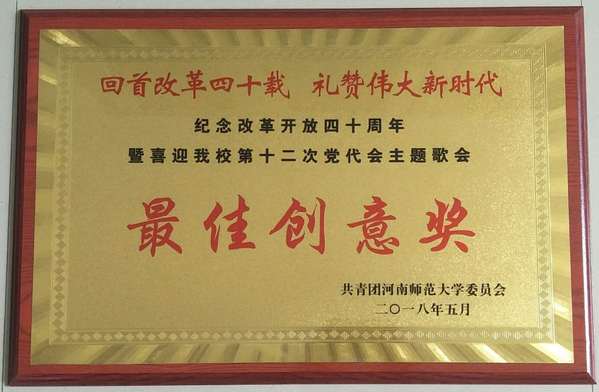 回首改革四十载 礼赞伟大新时代
纪念改革开放四十周年
暨喜迎我校第十二次党代会主题歌会
最佳创意奖
共青团河南师范大学委员会
二〇一八年五月